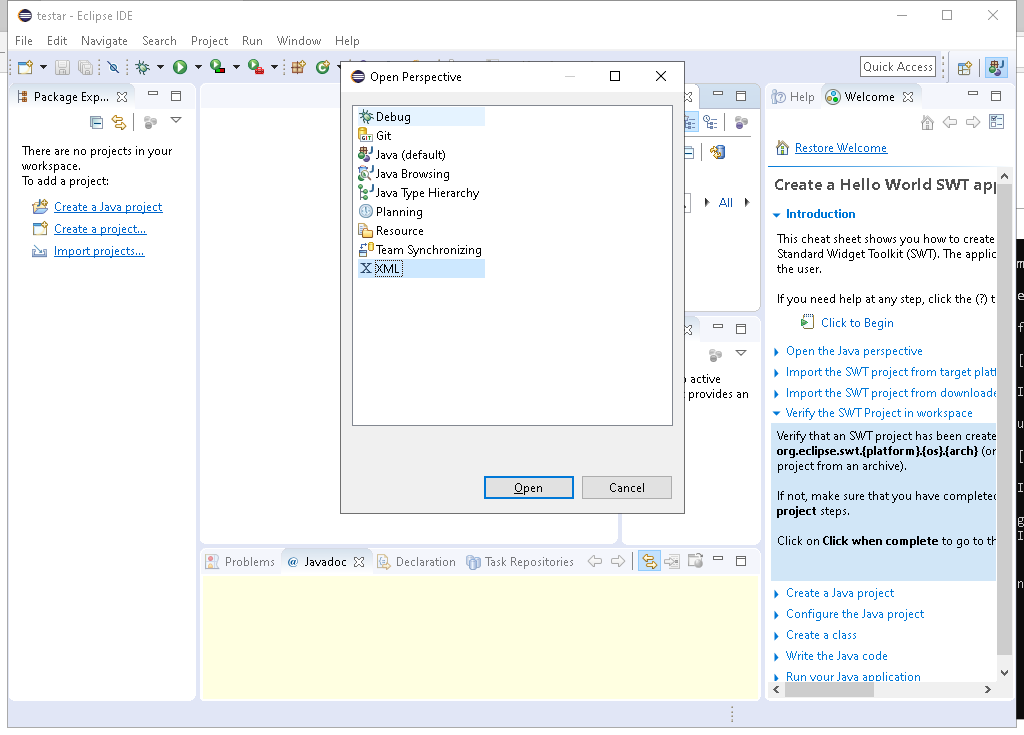 testar - Eclipse IDE
File Edit Navigate Search Project Run Window Help
Quick Access
Package Exp...
There are no projects in your
workspace.
To add a project:
Create a Java project
Create a project...
Import projects...
Open Perspective
Debug
Git
Java (default)
Java Browsing
Java Type Hierarchy
Planning
Resource
Team Synchronizing
XML
Open Cancel
All
active
provides an
Problems @ Javadoc Declaration Task Repositories
Help Welcome
Restore Welcome
Create a Hello World SWT app
Introduction
This cheat sheet shows you how to create
Standard Widget Toolkit (SWT). The applic
the user.
If you need help at any step, click the (?) t
Click to Begin
Open the Java perspective
Import the SWT project from target platf
Import the SWT project from downloade
Verify the SWT Project in workspace
Verify that an SWT project has been create
org.eclipse.swt.{platform}.{os}.{arch} (or
project from an archive).
If not, make sure that you have completed
project steps.
Click on Click when complete to go to th
Create a Java project
Configure the Java project
Create a class
Write the Java code
Run your Java application